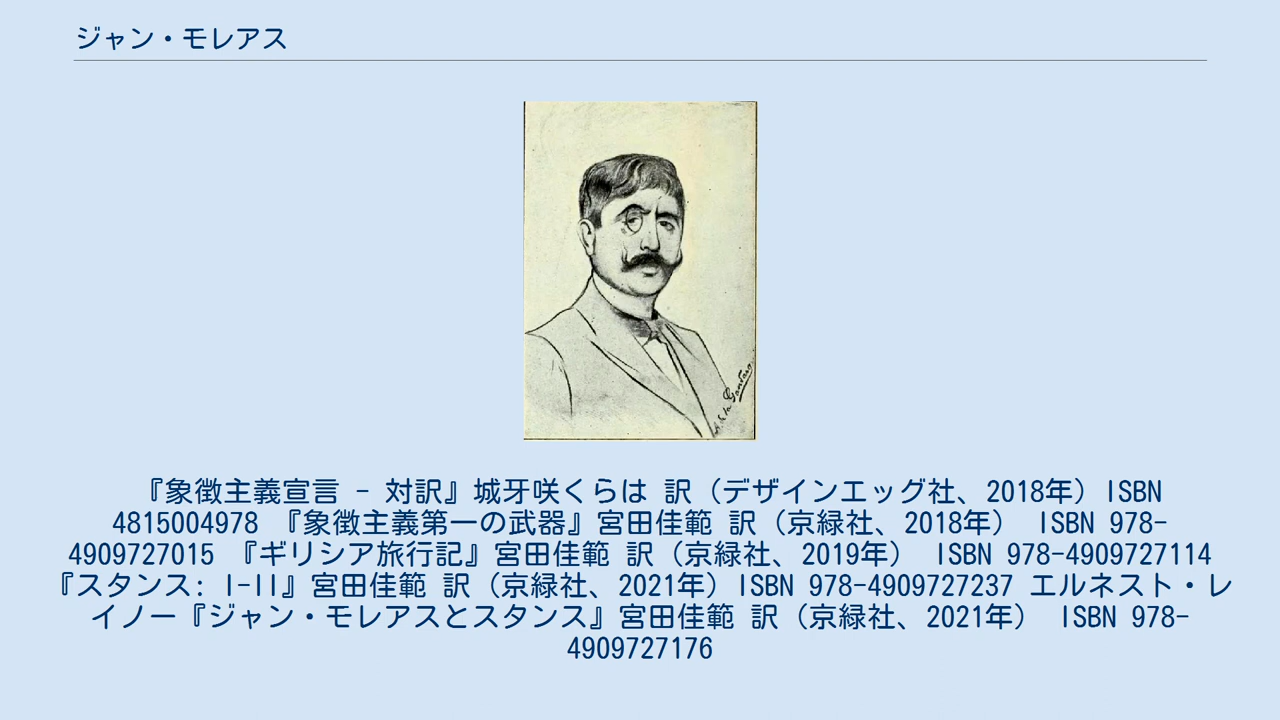 ジャン・モレアス
『象徴主義宣言 - 対訳』城牙咲くらは 訳（デザインエッグ社、2018年）ISBN
4815004978 『象徴主義第一の武器』宮田佳範 訳（京緑社、2018年） ISBN 978-
4909727015 『ギリシア旅行記』宮田佳範 訳（京緑社、2019年） ISBN 978-4909727114
『スタンス: I-II』宮田佳範 訳（京緑社、2021年）ISBN 978-4909727237 エルネスト・レ
イノー『ジャン・モレアスとスタンス』宮田佳範 訳（京緑社、2021年） ISBN 978-
4909727176